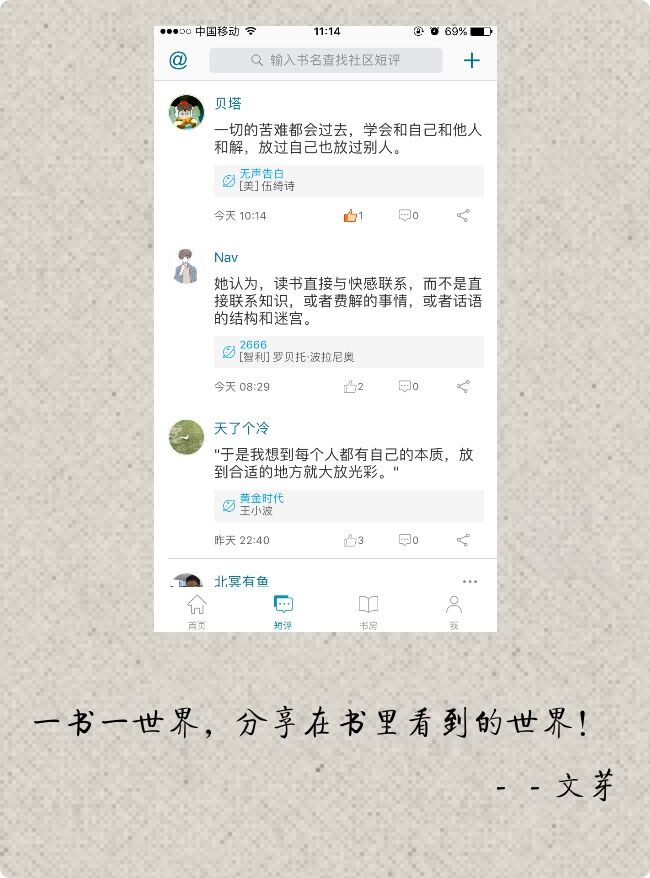 中国移动 11:14 69%
@ 输入书名查找社区短评 +
贝塔
一切的苦难都会过去，学会和自己和他人
和解，放过自己也放过别人。
无声告白
[美] 伍绮诗
今天 10:14 1 0
Nav
她认为，读书直接与快感联系，而不是直
接联系知识，或者费解的事情，或者话语
的结构和迷宫。
2666
[智利] 罗贝托·波拉尼奥
今天 08:29 2 0
天了个冷
"于是我想到每个人都有自己的本质，放
到合适的地方就大放光彩。"
黄金时代
王小波
昨天 22:40 3 0
北冥有鱼
首页 短评 书房 我
一书一世界，分享在书里看到的世界！
- - 文芽